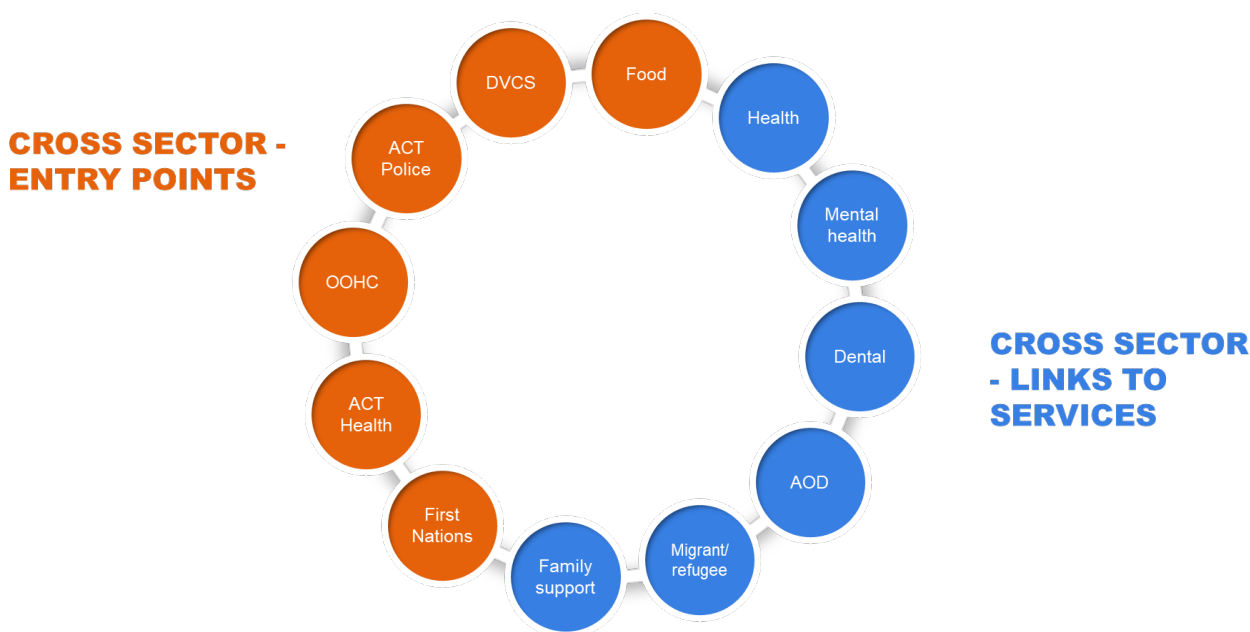 CROSS SECTOR -
ENTRY POINTS
DVCS
Food
Health
ACT
Police
Mental
health
OOHC
Dental
CROSS SECTOR
- LINKS TO
SERVICES
ACT
Health
AOD
First
Nations
Migrant/
refugee
Family
support